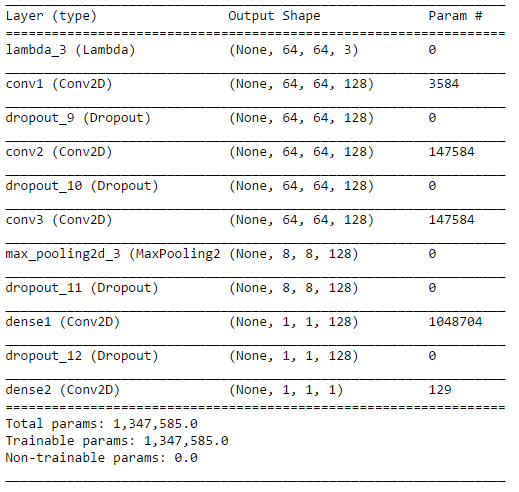 Layer (type) Output Shape Param #
lambda_3 (Lambda) (None, 64, 64, 3) 0
conv1 (Conv2D) (None, 64, 64, 128) 3584
dropout_9 (Dropout) (None, 64, 64, 128) 0
conv2 (Conv2D) (None, 64, 64, 128) 147584
dropout_10 (Dropout) (None, 64, 64, 128) 0
conv3 (Conv2D) (None, 64, 64, 128) 147584
max_pooling2d_3 (MaxPooling2 (None, 8, 8, 128) 0
dropout_11 (Dropout) (None, 8, 8, 128) 0
dense1 (Conv2D) (None, 1, 1, 128) 1048704
dropout_12 (Dropout) (None, 1, 1, 128) 0
dense2 (Conv2D) (None, 1, 1, 1) 129
Total params: 1,347,585.0
Trainable params: 1,347,585.0
Non-trainable params: 0.0